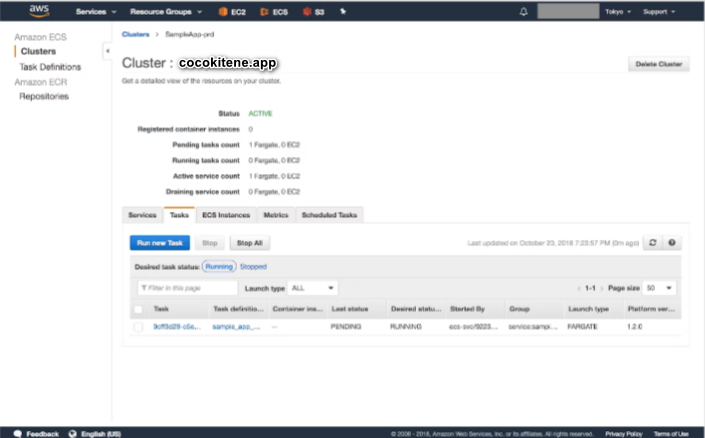 aws
Services
Resource Groups
EC2
ECS
S3
Tokyo
Support
Amazon ECS
Clusters
Task Definitions
Amazon ECR
Repositories
Clusters > SampleApp-ord
Cluster : cocokitene.app
Delete Cluster
Get a detailed view of the resources on your cluster.
Status ACTIVE
Registered container instances 0
Pending tasks count 1 Fargate, 0 EC2
Running tasks count 0 Fargate, 0 EC2
Active service count 1 Fargate, 0 EC2
Draining service count 0 Fargate, 0 EC2
Services Tasks ECS Instances Metrics Scheduled Tasks
Run new Task Stop Stop All
Last updated on October 20, 2018 7:23:57 PM (0m ago)
Desired task status: Running Stopped
Filter in this page Launch type ALL
1-1 Page size 50
Task Task definitio... Container ins... Last status Desired statu... Started By Group Launch type Platform ver...
sample_app_... -- PENDING RUNNING ecs-svc/9223... service:sampl... FARGATE 1.2.0
Feedback English (US)
© 2008 - 2018, Amazon Web Services, Inc. or its affiliates. All rights reserved. Privacy Policy Terms of Use